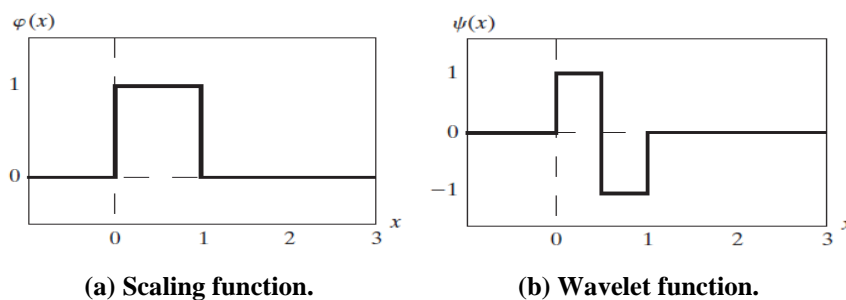 φ(x)
1
0
0 1 2 3 x
(a) Scaling function.
ψ(x)
1
0
−1
0 1 2 3 x
(b) Wavelet function.